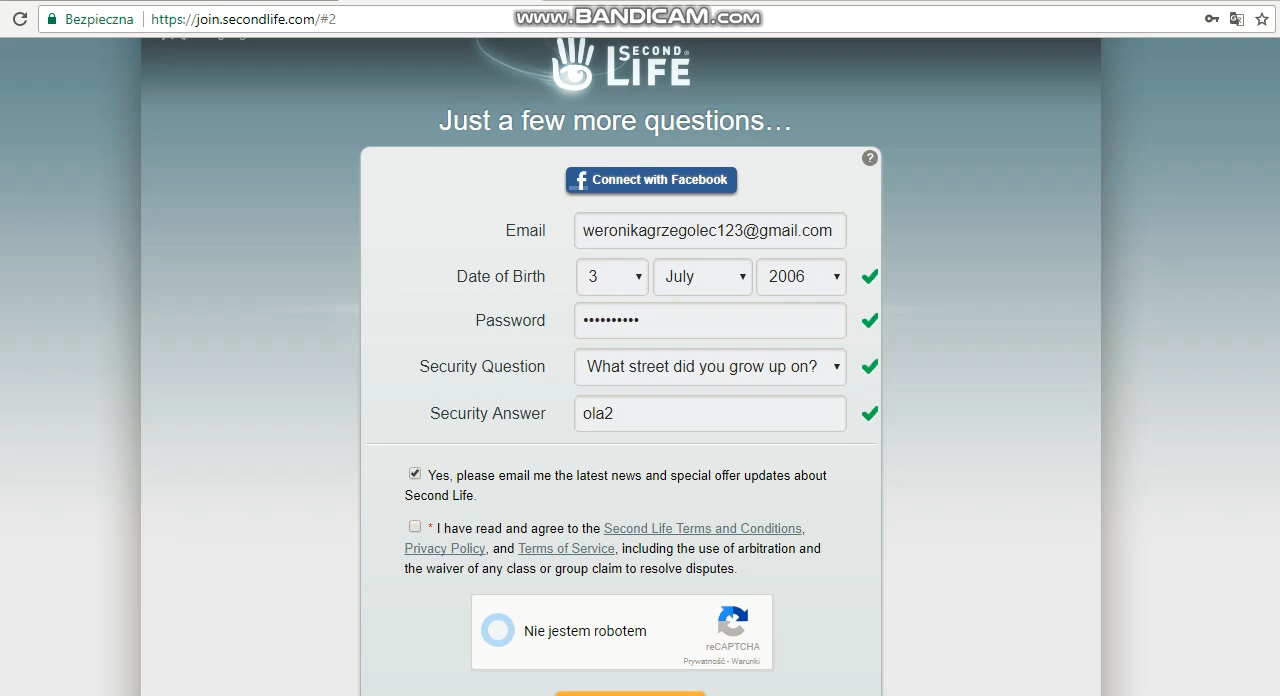 Bezpieczna
https://join.secondlife.com/#2
www.BANDICAM.com
SECOND
LIFE
Just a few more questions…
?
Connect with Facebook
Email
weronikagrzegolec123@gmail.com
Date of Birth
3
July
2006
Password
••••••••••
Security Question
What street did you grow up on?
Security Answer
ola2
Yes, please email me the latest news and special offer updates about
Second Life.
* I have read and agree to the Second Life Terms and Conditions,
Privacy Policy, and Terms of Service, including the use of arbitration and
the waiver of any class or group claim to resolve disputes.
Nie jestem robotem
reCAPTCHA
Prywatność - Warunki